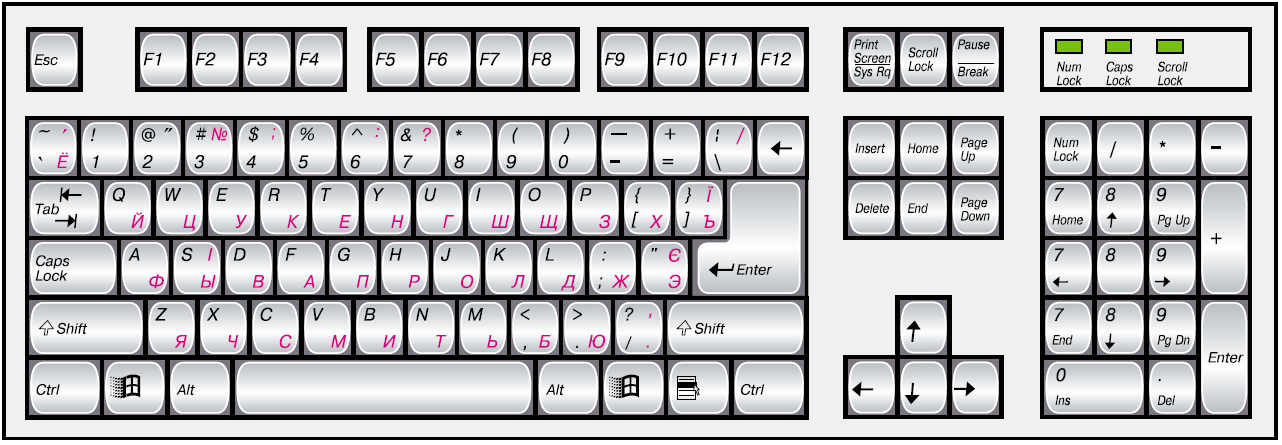 Esc F1 F2 F3 F4 F5 F6 F7 F8 F9 F10 F11 F12 Print Screen Sys Rq Scroll Lock Pause Break
Num Lock Caps Lock Scroll Lock
~ ′ ! @ ″ # № $ ; % ^ : & ? * ( ) — + ¦ /
` Ё 1 2 3 4 5 6 7 8 9 0 - = \ ← Insert Home Page Up Num Lock / * -
Tab Q W E R T Y U I O P { } Ї 7 8 9
Й Ц У К Е Н Г Ш Щ З [ Х ] Ъ Delete End Page Down Home ↑ Pg Up +
Caps Lock A S І D F G H J K L : " Є 7 8 9
Ф Ы В А П Р О Л Д ; Ж Э Enter ← →
Shift Z X C V B N M < > ? ′ Shift ↑ 7 8 9
Я Ч С М И Т Ь , Б . Ю / . End ↓ Pg Dn Enter
Ctrl Alt Alt Ctrl ← ↓ → 0 .
Ins Del